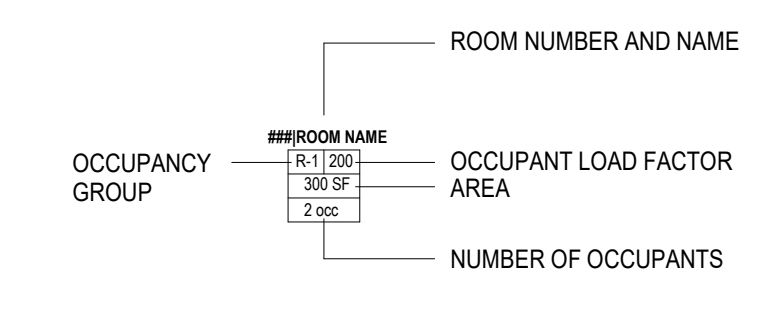 ROOM NUMBER AND NAME
###|ROOM NAME
OCCUPANCY
GROUP
R-1 200
300 SF
2 occ
OCCUPANT LOAD FACTOR
AREA
NUMBER OF OCCUPANTS